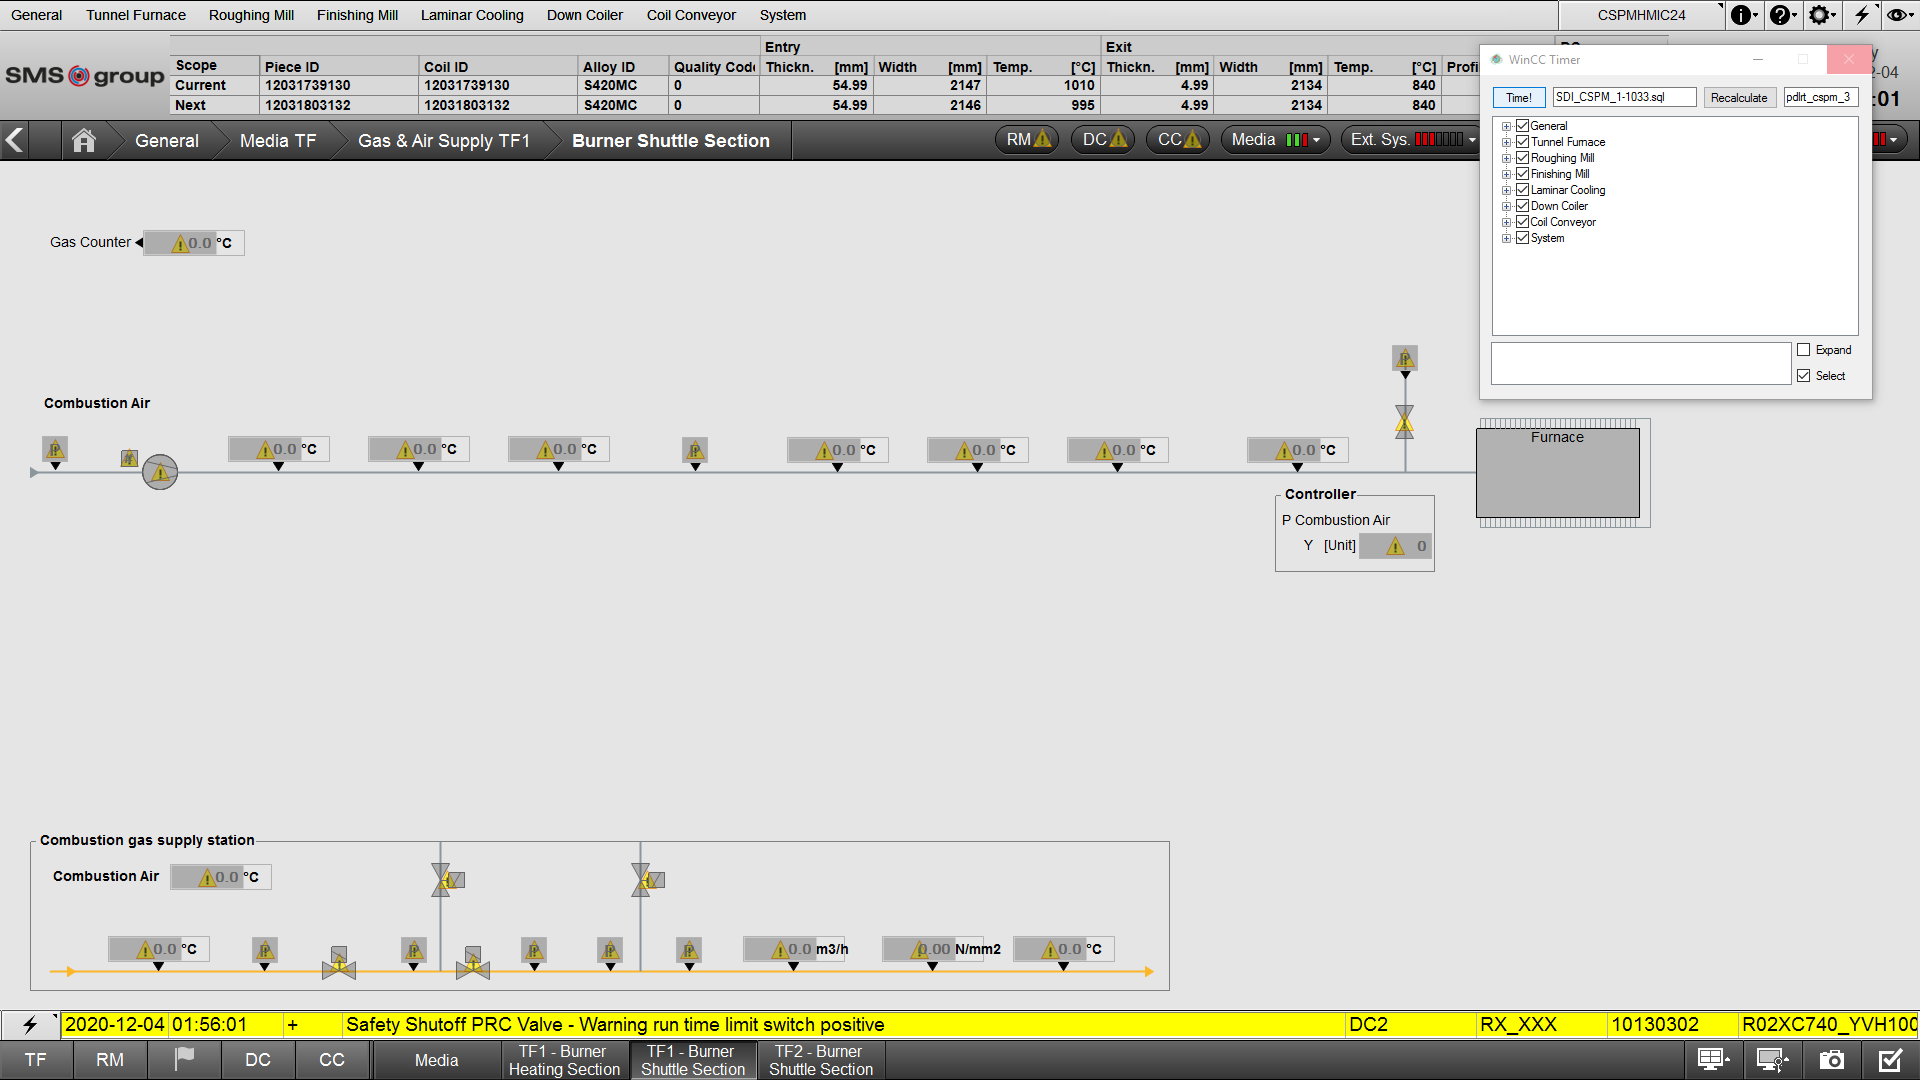 General Tunnel Furnace Roughing Mill Finishing Mill Laminar Cooling Down Coiler Coil Conveyor System CSPMHMIC24
SMS group
Entry Exit
Scope Piece ID Coil ID Alloy ID Quality Code Thickn. [mm] Width [mm] Temp. [°C] Thickn. [mm] Width [mm] Temp. [°C]
Current 12031739130 12031739130 S420MC 0 54.99 2147 1010 4.99 2134 840
Next 12031803132 12031803132 S420MC 0 54.99 2146 995 4.99 2134 840
-04
:01
General Media TF Gas & Air Supply TF1 Burner Shuttle Section RM DC CC Media Ext. Sys.
WinCC Timer
Time! SDI_CSPM_1-1033.sql Recalculate pdlrt_cspm_3
General
Tunnel Furnace
Roughing Mill
Finishing Mill
Laminar Cooling
Down Coiler
Coil Conveyor
System
Expand
Select
Gas Counter 0.0 °C
Combustion Air
0.0 °C 0.0 °C 0.0 °C 0.0 °C 0.0 °C 0.0 °C 0.0 °C
Furnace
Controller
P Combustion Air
Y [Unit] 0
Combustion gas supply station
Combustion Air 0.0 °C
0.0 °C 0.0 m3/h 0.00 N/mm2 0.0 °C
2020-12-04 01:56:01 + Safety Shutoff PRC Valve - Warning run time limit switch positive DC2 RX_XXX 10130302 R02XC740_YVH100
TF RM DC CC Media
TF1 - Burner Heating Section
TF1 - Burner Shuttle Section
TF2 - Burner Shuttle Section